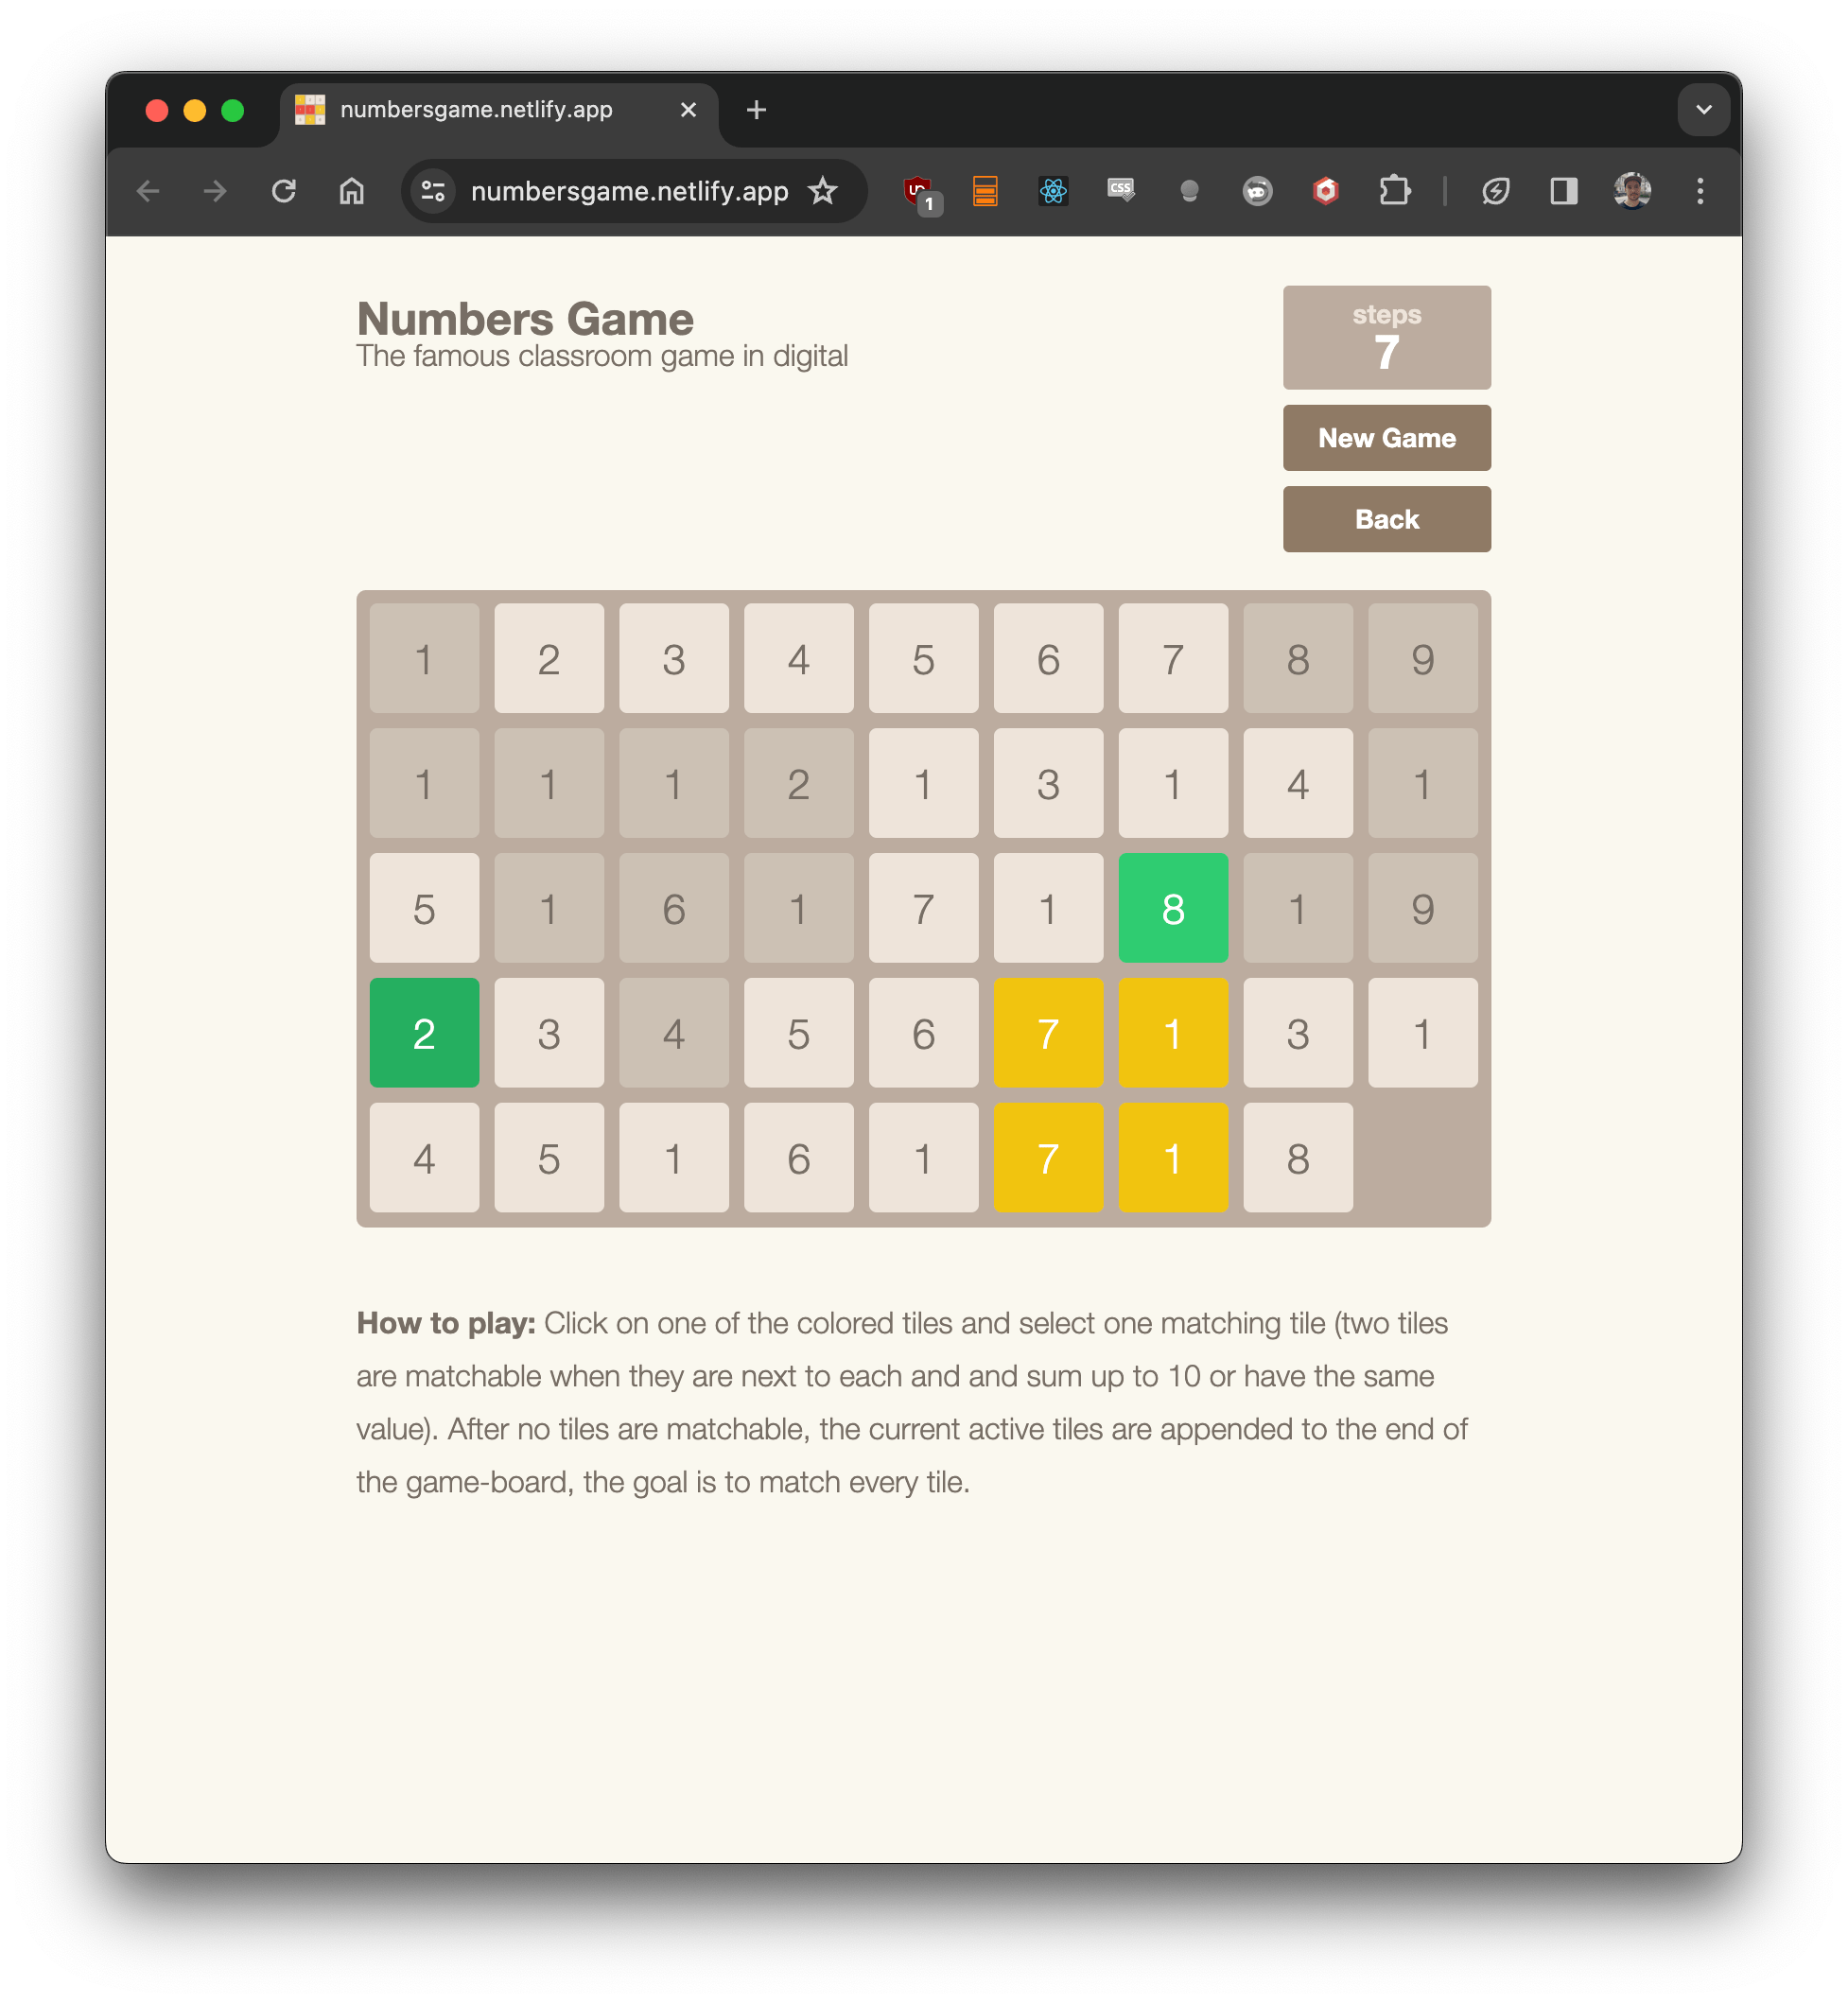 numbersgame.netlify.app
numbersgame.netlify.app
1
CSS
Numbers Game
The famous classroom game in digital
steps
7
New Game
Back
1 2 3 4 5 6 7 8 9
1 1 1 2 1 3 1 4 1
5 1 6 1 7 1 8 1 9
2 3 4 5 6 7 1 3 1
4 5 1 6 1 7 1 8
How to play: Click on one of the colored tiles and select one matching tile (two tiles
are matchable when they are next to each and and sum up to 10 or have the same
value). After no tiles are matchable, the current active tiles are appended to the end of
the game-board, the goal is to match every tile.